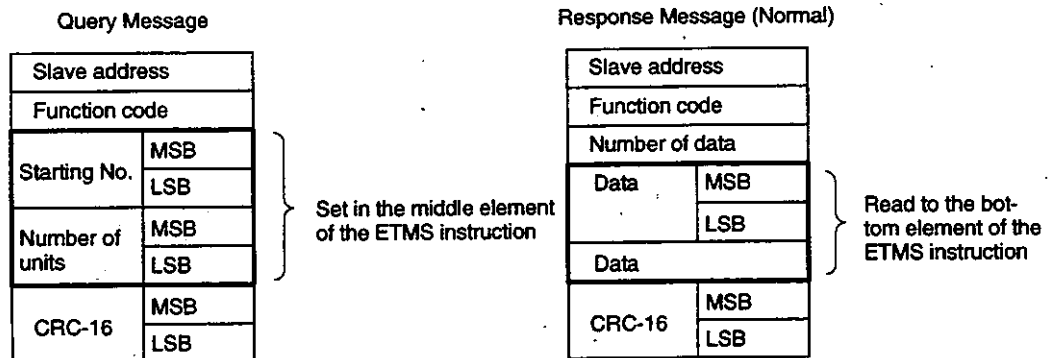 Query Message
Slave address
Function code
Starting No.
MSB
LSB
Number of
units
MSB
LSB
CRC-16
MSB
LSB
Set in the middle element
of the ETMS instruction
Response Message (Normal)
Slave address
Function code
Number of data
Data
MSB
LSB
Data
CRC-16
MSB
LSB
Read to the bot-
tom element of the
ETMS instruction